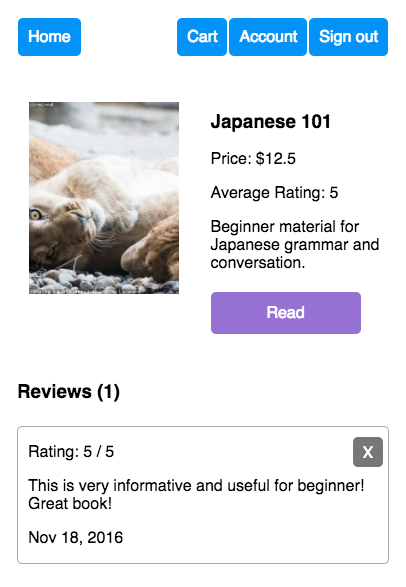 Home
Cart
Account
Sign out
Japanese 101
Price: $12.5
Average Rating: 5
Beginner material for
Japanese grammar and
conversation.
Read
Reviews (1)
Rating: 5 / 5
X
This is very informative and useful for beginner!
Great book!
Nov 18, 2016